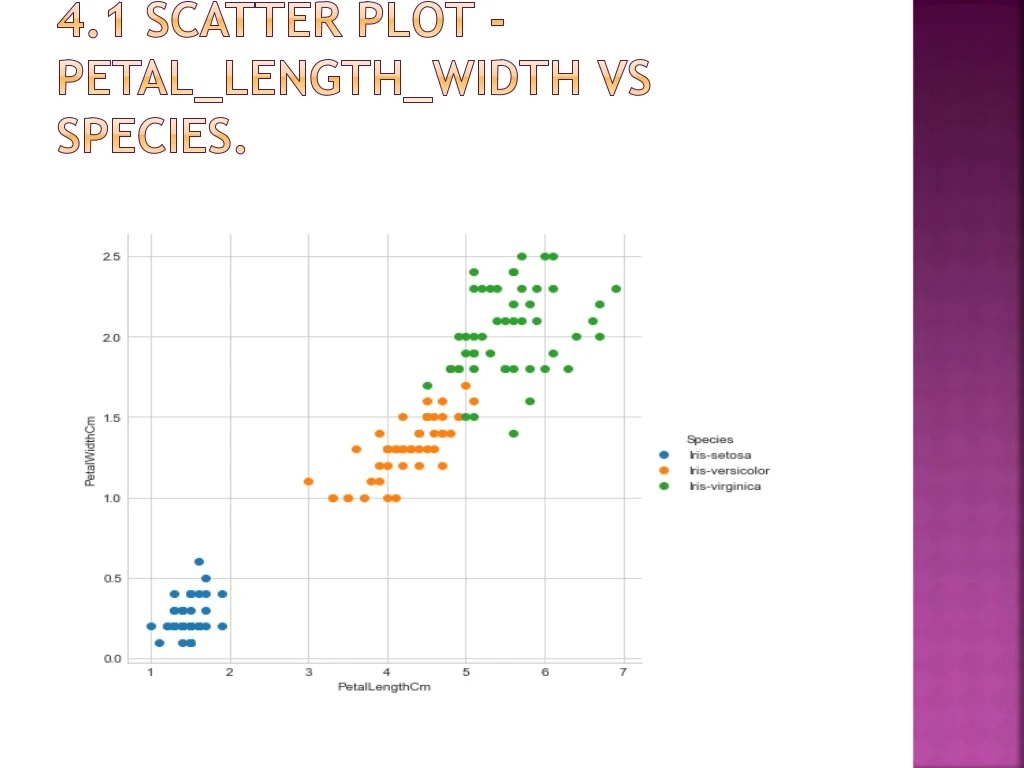 4.1 SCATTER PLOT -
PETAL_LENGTH_WIDTH VS
SPECIES.
2.5
2.0
1.5
1.0
0.5
0.0
PetalWidthCm
1 2 3 4 5 6 7
PetalLengthCm
Species
Iris-setosa
Iris-versicolor
Iris-virginica